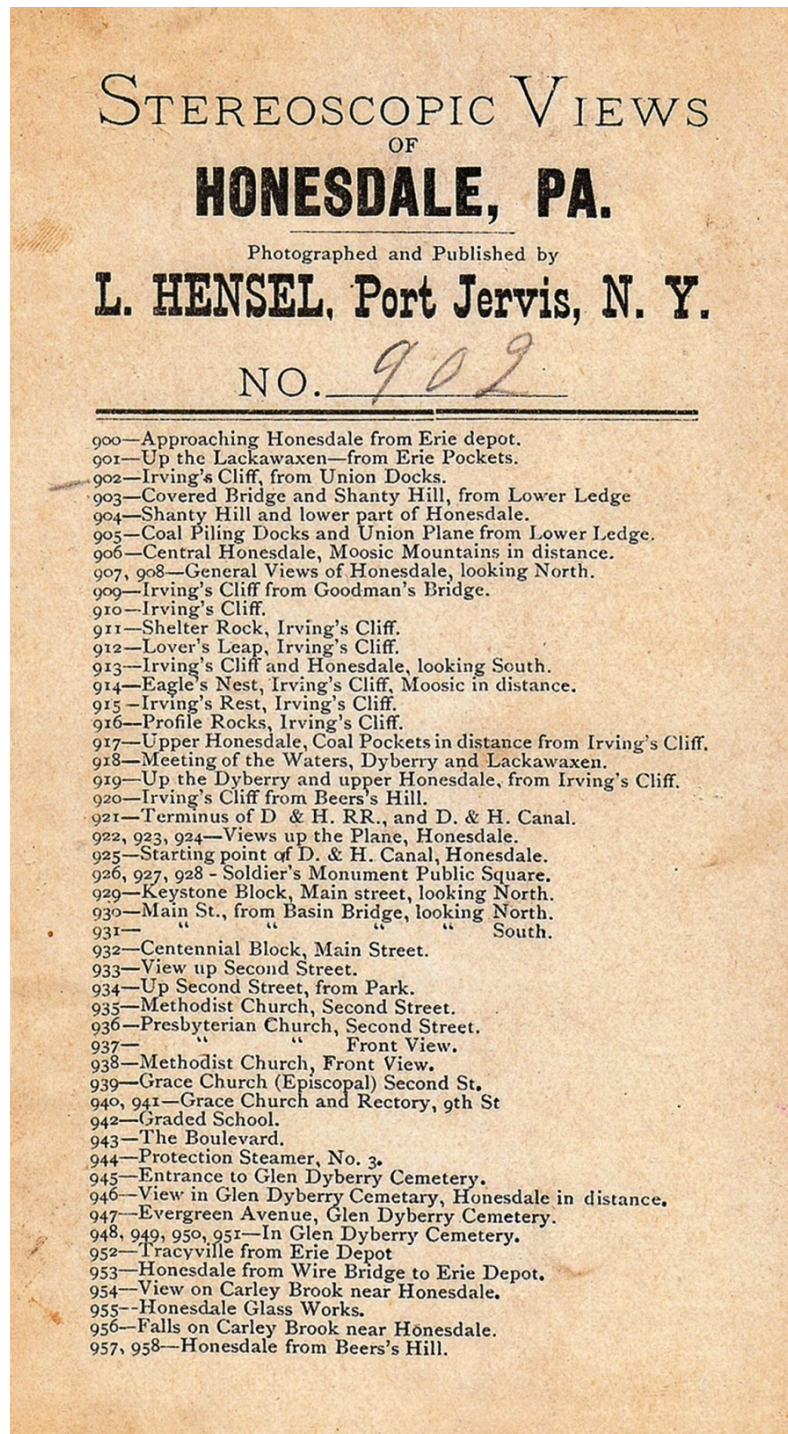 STEREOSCOPIC VIEWS
OF
HONESDALE, PA.
Photographed and Published by
L. HENSEL, Port Jervis, N. Y.
NO. 902
900—Approaching Honesdale from Erie depot.
901—Up the Lackawaxen—from Erie Pockets.
902—Irving's Cliff, from Union Docks.
903—Covered Bridge and Shanty Hill, from Lower Ledge
904—Shanty Hill and lower part of Honesdale.
905—Coal Piling Docks and Union Plane from Lower Ledge.
906—Central Honesdale, Moosic Mountains in distance.
907, 908—General Views of Honesdale, looking North.
909—Irving's Cliff from Goodman's Bridge.
910—Irving's Cliff.
911—Shelter Rock, Irving's Cliff.
912—Lover's Leap, Irving's Cliff.
913—Irving's Cliff and Honesdale, looking South.
914—Eagle's Nest, Irving's Cliff, Moosic in distance.
915—Irving's Rest, Irving's Cliff.
916—Profile Rocks, Irving's Cliff.
917—Upper Honesdale, Coal Pockets in distance from Irving's Cliff.
918—Meeting of the Waters, Dyberry and Lackawaxen.
919—Up the Dyberry and upper Honesdale, from Irving's Cliff.
920—Irving's Cliff from Beers's Hill.
921—Terminus of D & H. RR., and D. & H. Canal.
922, 923, 924—Views up the Plane, Honesdale.
925—Starting point of D. & H. Canal, Honesdale.
926, 927, 928 - Soldier's Monument Public Square.
929—Keystone Block, Main street, looking North.
930—Main St., from Basin Bridge, looking North.
931— “ “ “ “ South.
932—Centennial Block, Main Street.
933—View up Second Street.
934—Up Second Street, from Park.
935—Methodist Church, Second Street.
936—Presbyterian Church, Second Street.
937— “ “ Front View.
938—Methodist Church, Front View.
939—Grace Church (Episcopal) Second St.
940, 941—Grace Church and Rectory, 9th St
942—Graded School.
943—The Boulevard.
944—Protection Steamer, No. 3.
945—Entrance to Glen Dyberry Cemetery.
946—View in Glen Dyberry Cemetary, Honesdale in distance.
947—Evergreen Avenue, Glen Dyberry Cemetery.
948, 949, 950, 951—In Glen Dyberry Cemetery.
952—Tracyville from Erie Depot
953—Honesdale from Wire Bridge to Erie Depot.
954—View on Carley Brook near Honesdale.
955--Honesdale Glass Works.
956—Falls on Carley Brook near Honesdale.
957, 958—Honesdale from Beers's Hill.